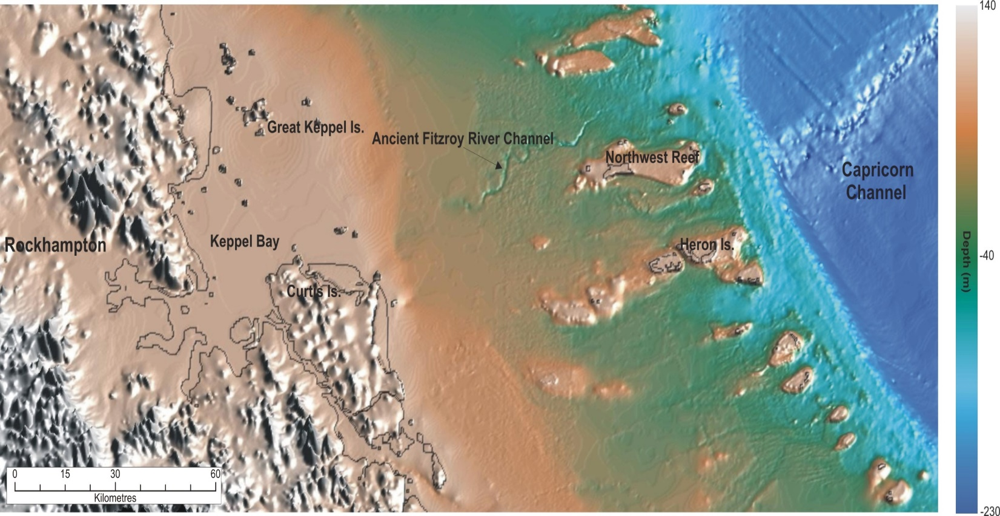 140
Great Keppel Is.
Ancient Fitzroy River Channel
Northwest Reef
Capricorn
Channel
Rockhampton
Keppel Bay
Heron Is.
Depth (m)
-40
Curtis Is.
0 15 30 60
Kilometres
-230